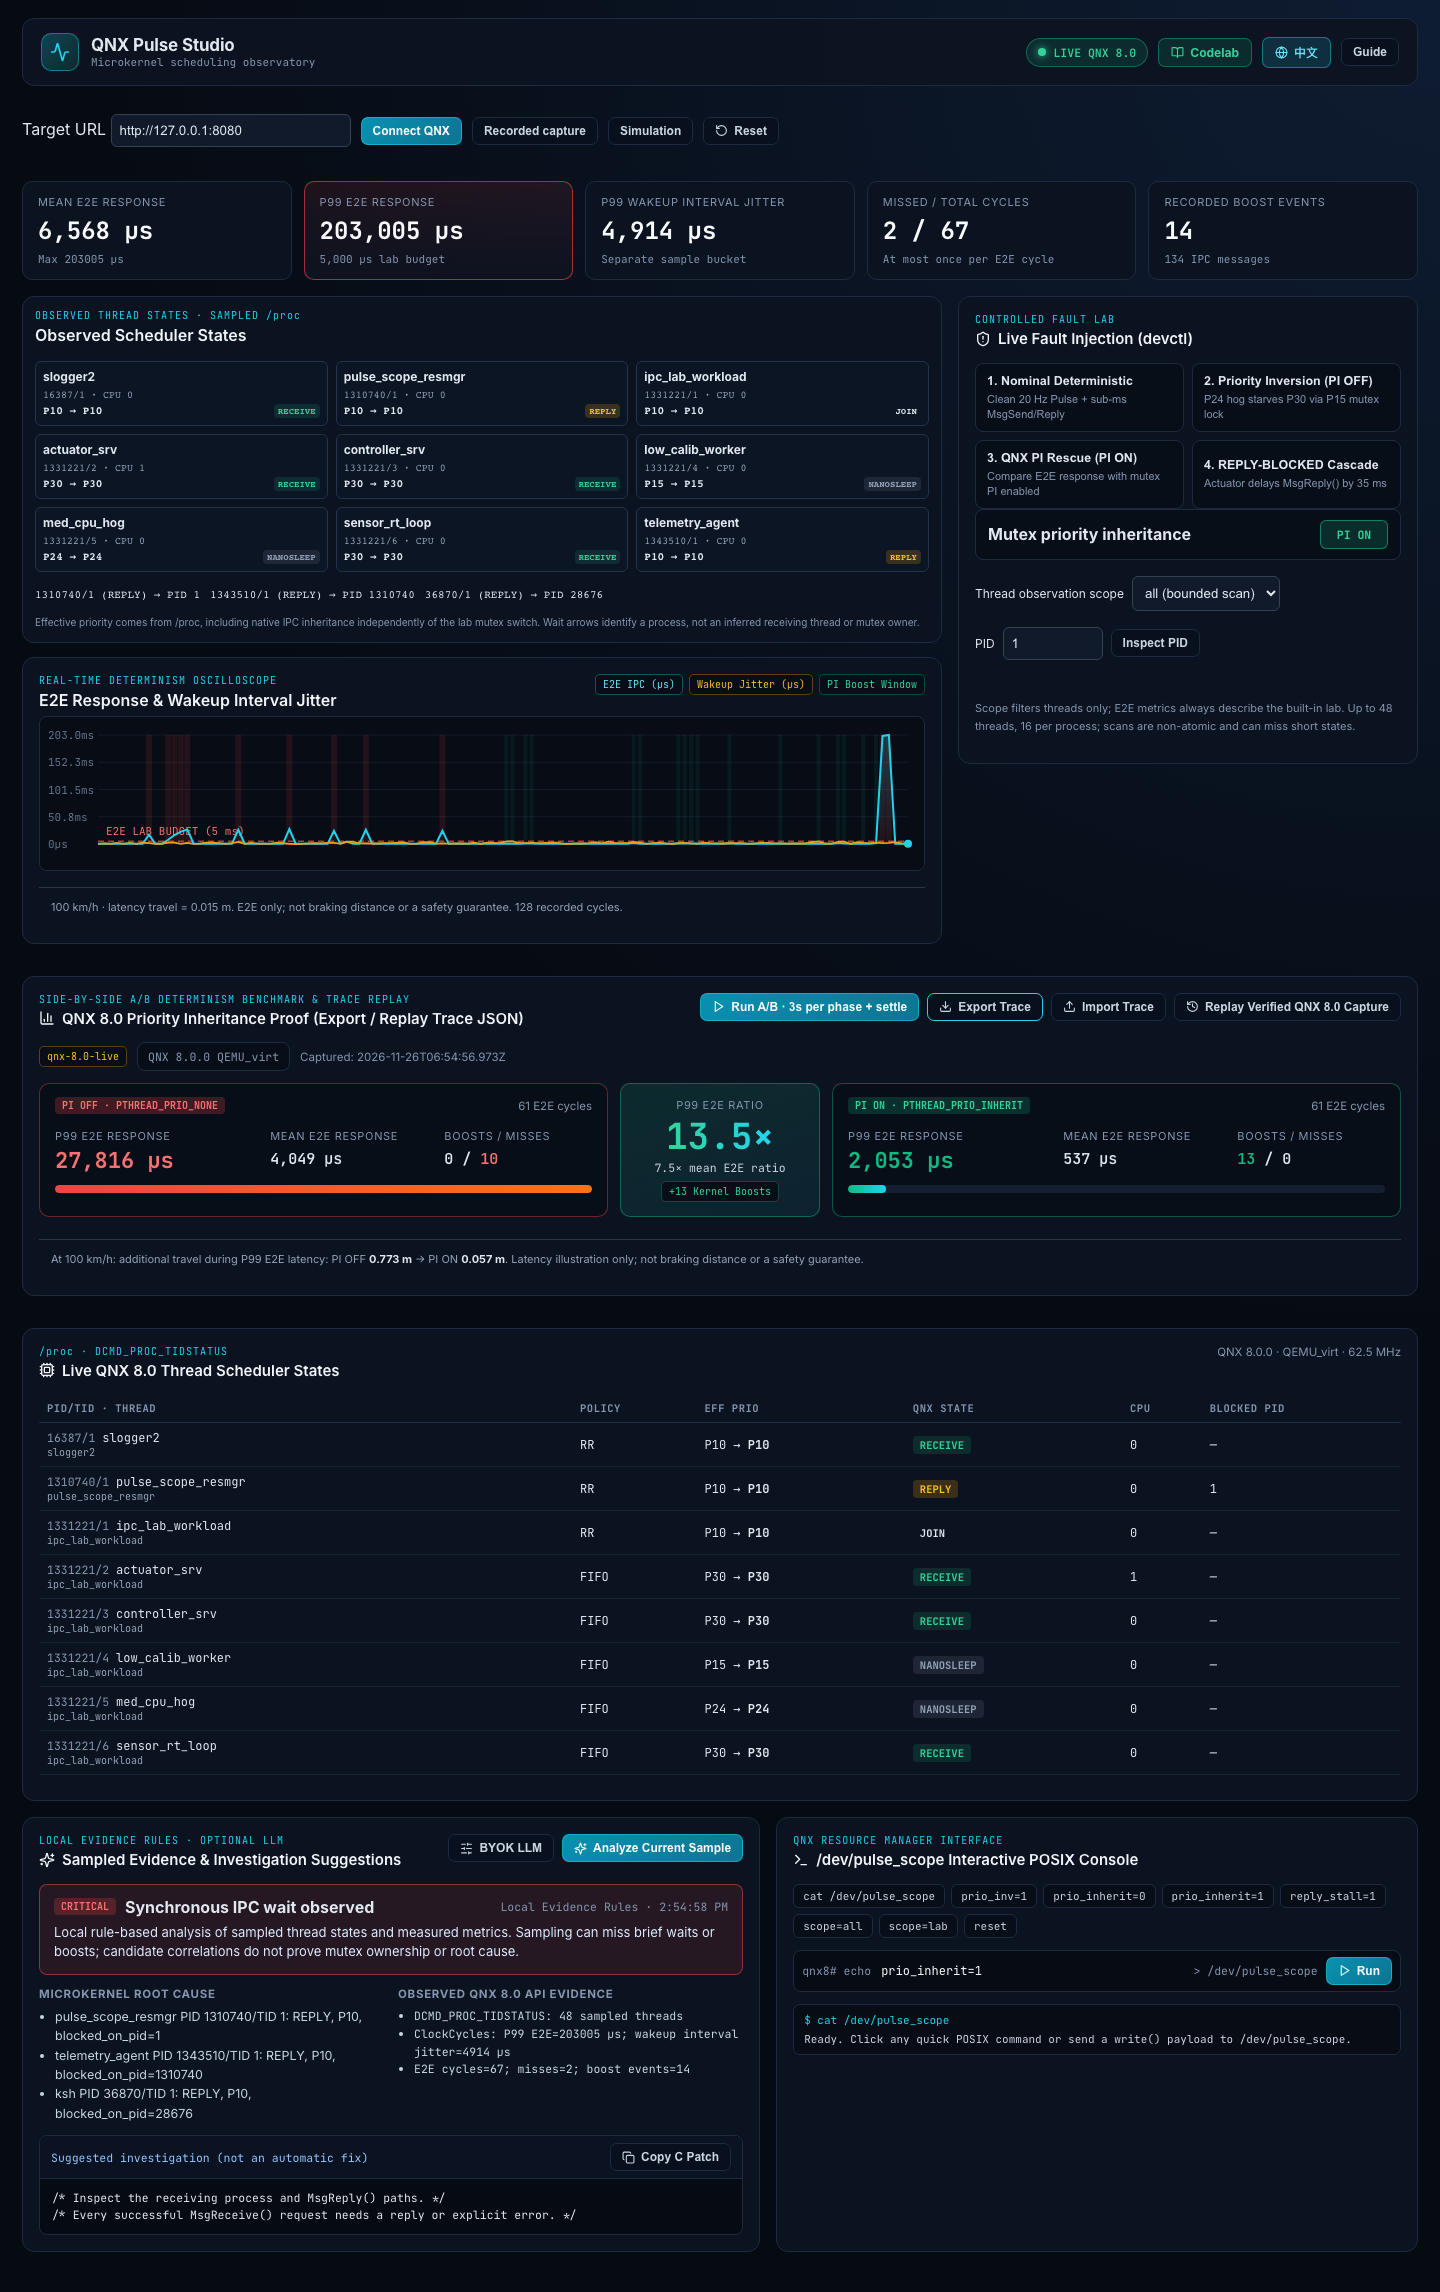 QNX Pulse Studio
Microkernel scheduling observatory
LIVE QNX 8.0
Codelab
中文
Guide
Target URL http://127.0.0.1:8080 Connect QNX Recorded capture Simulation Reset
MEAN E2E RESPONSE
6,568 µs
Max 203005 µs
P99 E2E RESPONSE
203,005 µs
5,000 µs lab budget
P99 WAKEUP INTERVAL JITTER
4,914 µs
Separate sample bucket
MISSED / TOTAL CYCLES
2 / 67
At most once per E2E cycle
RECORDED BOOST EVENTS
14
134 IPC messages
OBSERVED THREAD STATES · SAMPLED /proc
Observed Scheduler States
slogger2
16387/1 · CPU 0
P10 → P10 RECEIVE
pulse_scope_resmgr
1310740/1 · CPU 0
P10 → P10 REPLY
ipc_lab_workload
1331221/1 · CPU 0
P10 → P10 JOIN
actuator_srv
1331221/2 · CPU 1
P30 → P30 RECEIVE
controller_srv
1331221/3 · CPU 0
P30 → P30 RECEIVE
low_calib_worker
1331221/4 · CPU 0
P15 → P15 NANOSLEEP
med_cpu_hog
1331221/5 · CPU 0
P24 → P24 NANOSLEEP
sensor_rt_loop
1331221/6 · CPU 0
P30 → P30 RECEIVE
telemetry_agent
1343510/1 · CPU 0
P10 → P10 REPLY
1310740/1 (REPLY) → PID 1 1343510/1 (REPLY) → PID 1310740 36870/1 (REPLY) → PID 28676
Effective priority comes from /proc, including native IPC inheritance independently of the lab mutex switch. Wait arrows identify a process, not an inferred receiving thread or mutex owner.
CONTROLLED FAULT LAB
Live Fault Injection (devctl)
1. Nominal Deterministic
Clean 20 Hz Pulse + sub-ms
MsgSend/Reply
2. Priority Inversion (PI OFF)
P24 hog starves P30 via P15 mutex
lock
3. QNX PI Rescue (PI ON)
Compare E2E response with mutex
PI enabled
4. REPLY-BLOCKED Cascade
Actuator delays MsgReply() by 35 ms
Mutex priority inheritance PI ON
Thread observation scope all (bounded scan)
PID 1 Inspect PID
Scope filters threads only; E2E metrics always describe the built-in lab. Up to 48
threads, 16 per process; scans are non-atomic and can miss short states.
REAL-TIME DETERMINISM OSCILLOSCOPE
E2E Response & Wakeup Interval Jitter
E2E IPC (µs) Wakeup Jitter (µs) PI Boost Window
203.0ms
152.3ms
101.5ms
50.8ms
E2E LAB BUDGET (5 ms)
0µs
100 km/h · latency travel = 0.015 m. E2E only; not braking distance or a safety guarantee. 128 recorded cycles.
SIDE-BY-SIDE A/B DETERMINISM BENCHMARK & TRACE REPLAY
QNX 8.0 Priority Inheritance Proof (Export / Replay Trace JSON)
Run A/B · 3s per phase + settle Export Trace Import Trace Replay Verified QNX 8.0 Capture
qnx-8.0-live QNX 8.0.0 QEMU_virt Captured: 2026-11-26T06:54:56.973Z
PI OFF · PTHREAD_PRIO_NONE 61 E2E cycles
P99 E2E RESPONSE MEAN E2E RESPONSE BOOSTS / MISSES
27,816 µs 4,049 µs 0 / 10
P99 E2E RATIO
13.5×
7.5× mean E2E ratio
+13 Kernel Boosts
PI ON · PTHREAD_PRIO_INHERIT 61 E2E cycles
P99 E2E RESPONSE MEAN E2E RESPONSE BOOSTS / MISSES
2,053 µs 537 µs 13 / 0
At 100 km/h: additional travel during P99 E2E latency: PI OFF 0.773 m → PI ON 0.057 m. Latency illustration only; not braking distance or a safety guarantee.
/proc · DCMD_PROC_TIDSTATUS
Live QNX 8.0 Thread Scheduler States
QNX 8.0.0 · QEMU_virt · 62.5 MHz
PID/TID · THREAD POLICY EFF PRIO QNX STATE CPU BLOCKED PID
16387/1 slogger2 RR P10 → P10 RECEIVE 0 —
slogger2
1310740/1 pulse_scope_resmgr RR P10 → P10 REPLY 0 1
pulse_scope_resmgr
1331221/1 ipc_lab_workload RR P10 → P10 JOIN 0 —
ipc_lab_workload
1331221/2 actuator_srv FIFO P30 → P30 RECEIVE 1 —
ipc_lab_workload
1331221/3 controller_srv FIFO P30 → P30 RECEIVE 0 —
ipc_lab_workload
1331221/4 low_calib_worker FIFO P15 → P15 NANOSLEEP 0 —
ipc_lab_workload
1331221/5 med_cpu_hog FIFO P24 → P24 NANOSLEEP 0 —
ipc_lab_workload
1331221/6 sensor_rt_loop FIFO P30 → P30 RECEIVE 0 —
ipc_lab_workload
LOCAL EVIDENCE RULES · OPTIONAL LLM
Sampled Evidence & Investigation Suggestions
BYOK LLM Analyze Current Sample
CRITICAL Synchronous IPC wait observed Local Evidence Rules · 2:54:58 PM
Local rule-based analysis of sampled thread states and measured metrics. Sampling can miss brief waits or
boosts; candidate correlations do not prove mutex ownership or root cause.
MICROKERNEL ROOT CAUSE
• pulse_scope_resmgr PID 1310740/TID 1: REPLY, P10,
blocked_on_pid=1
• telemetry_agent PID 1343510/TID 1: REPLY, P10,
blocked_on_pid=1310740
• ksh PID 36870/TID 1: REPLY, P10,
blocked_on_pid=28676
OBSERVED QNX 8.0 API EVIDENCE
• DCMD_PROC_TIDSTATUS: 48 sampled threads
• ClockCycles: P99 E2E=203005 µs; wakeup interval
jitter=4914 µs
• E2E cycles=67; misses=2; boost events=14
Suggested investigation (not an automatic fix) Copy C Patch
/* Inspect the receiving process and MsgReply() paths. */
/* Every successful MsgReceive() request needs a reply or explicit error. */
QNX RESOURCE MANAGER INTERFACE
/dev/pulse_scope Interactive POSIX Console
cat /dev/pulse_scope prio_inv=1 prio_inherit=0 prio_inherit=1 reply_stall=1
scope=all scope=lab reset
qnx8# echo prio_inherit=1 > /dev/pulse_scope Run
$ cat /dev/pulse_scope
Ready. Click any quick POSIX command or send a write() payload to /dev/pulse_scope.